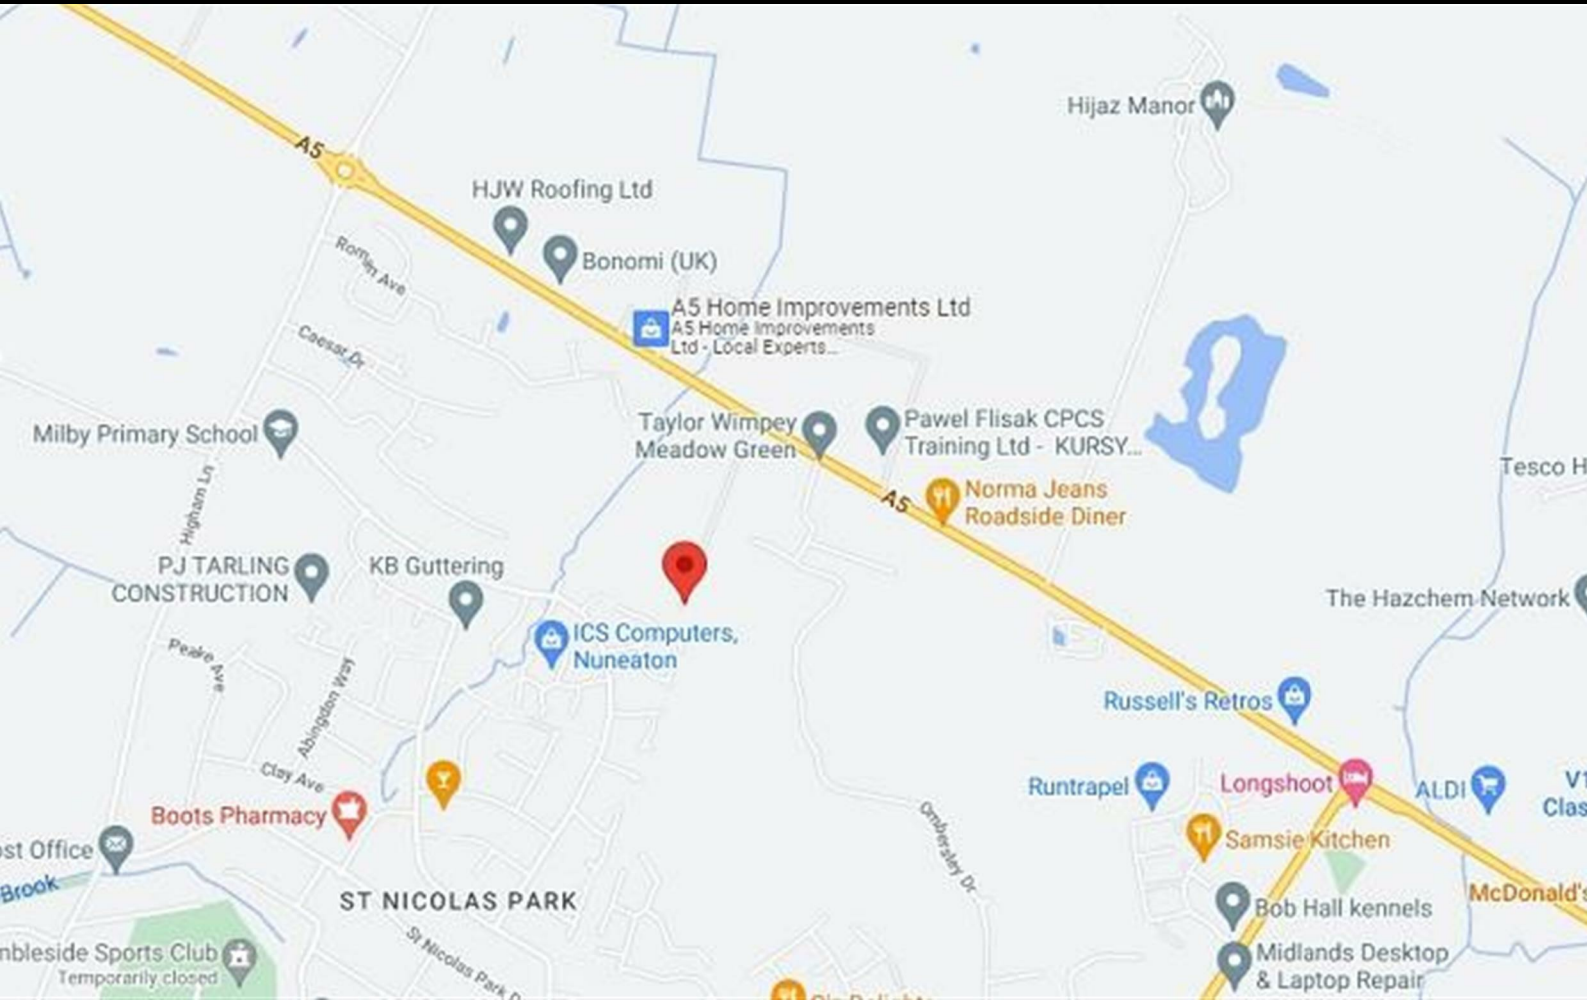 Hijaz Manor
A5
HJW Roofing Ltd
Bonomi (UK)
Roman Ave
A5 Home Improvements Ltd
A5 Home Improvements
Ltd - Local Experts...
Caesar Dr
Taylor Wimpey
Meadow Green
Pawel Flisak CPCS
Training Ltd - KURSY...
Milby Primary School
Tesco H
A5
Norma Jeans
Roadside Diner
Higham Ln
PJ TARLING
CONSTRUCTION
KB Guttering
The Hazchem Network
ICS Computers,
Nuneaton
Peake Ave
Abingdon Way
Russell's Retros
Clay Ave
Runtrapel
Longshoot
ALDI
V1
Clas
Boots Pharmacy
Ombersley Dr
Samsie Kitchen
ost Office
Brook
ST NICOLAS PARK
McDonald's
Bob Hall kennels
mbleside Sports Club
Temporarily closed
St Nicolas Park D
Midlands Desktop
& Laptop Repair